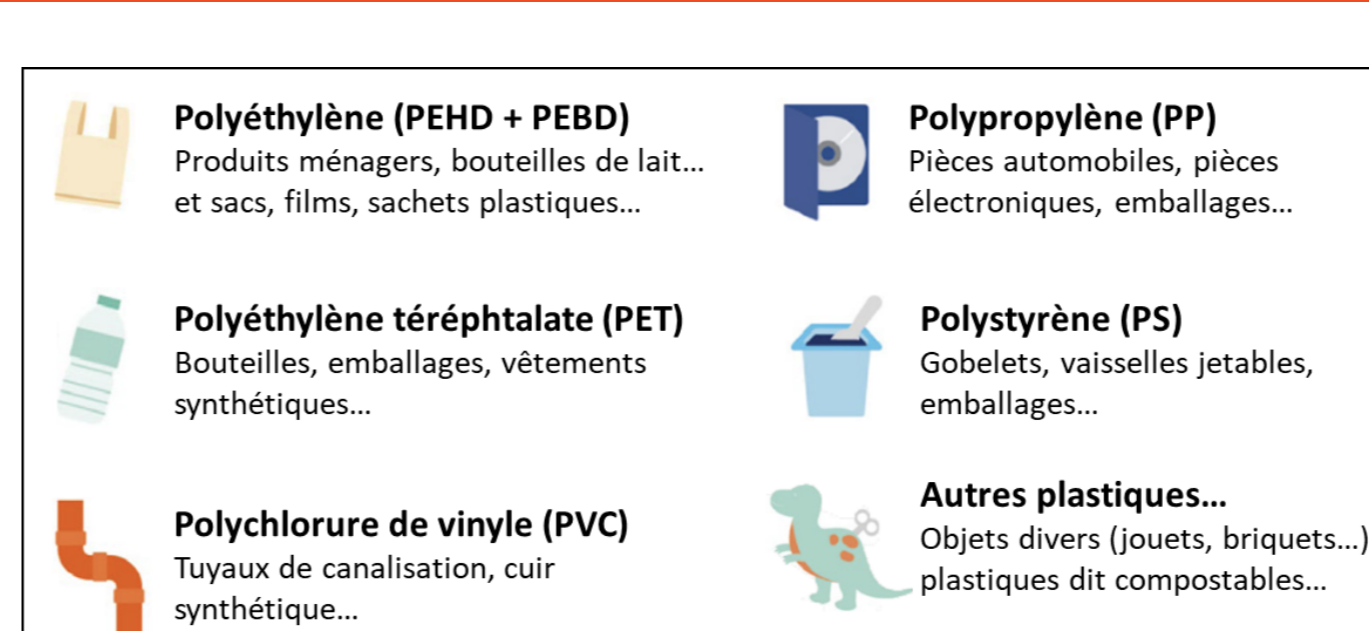 Polyéthylène (PEHD + PEBD)
Produits ménagers, bouteilles de lait…
et sacs, films, sachets plastiques…
Polypropylène (PP)
Pièces automobiles, pièces
électroniques, emballages…
Polyéthylène téréphtalate (PET)
Bouteilles, emballages, vêtements
synthétiques…
Polystyrène (PS)
Gobelets, vaisselles jetables,
emballages…
Polychlorure de vinyle (PVC)
Tuyaux de canalisation, cuir
synthétique…
Autres plastiques…
Objets divers (jouets, briquets…)
plastiques dit compostables…